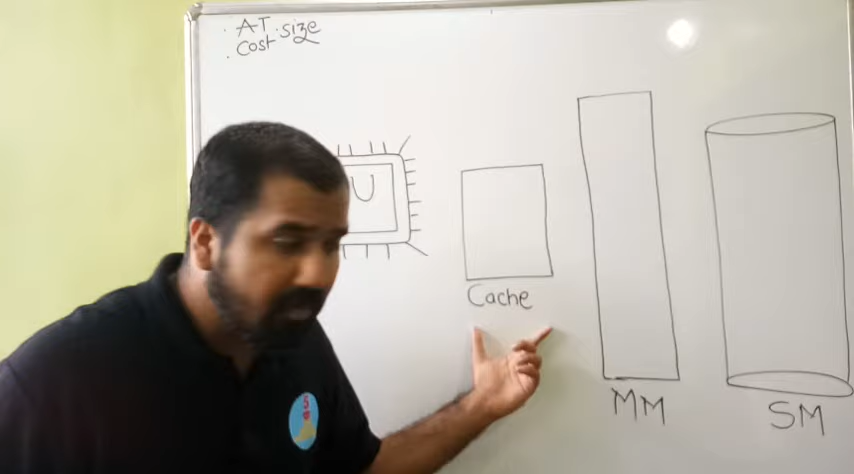 · AT · size
· Cost
U
Cache
MM
SM